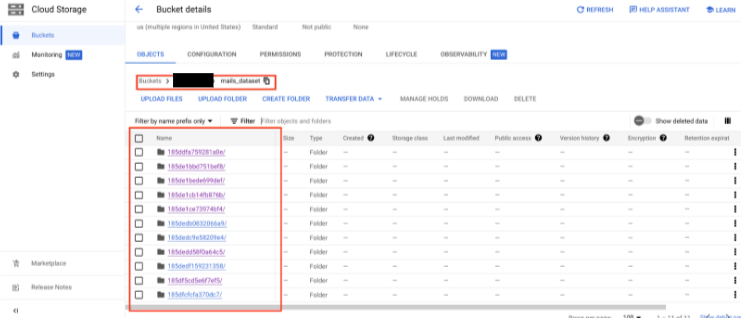 Cloud Storage
Bucket details
REFRESH
HELP ASSISTANT
LEARN
us (multiple regions in United States) Standard Not public None
Buckets
Monitoring NEW
Settings
OBJECTS CONFIGURATION PERMISSIONS PROTECTION LIFECYCLE OBSERVABILITY NEW
Buckets > mails_dataset
UPLOAD FILES UPLOAD FOLDER CREATE FOLDER TRANSFER DATA MANAGE HOLDS DOWNLOAD DELETE
Filter by name prefix only Filter Filter objects and folders Show deleted data
Name Size Type Created Storage class Last modified Public access Version history Encryption Retention expirat
185ddfa759281a0e/ — Folder — — — — — — —
185de1bbd751bef8/ — Folder — — — — — — —
185de1bede699def/ — Folder — — — — — — —
185de1cb14fb876b/ — Folder — — — — — — —
185de1ce73974bf4/ — Folder — — — — — — —
185dedb0832066a9/ — Folder — — — — — — —
185dedc9e58209e4/ — Folder — — — — — — —
185dedd58f0a64c5/ — Folder — — — — — — —
185dedf159231358/ — Folder — — — — — — —
185df5cd5e6f7ef5/ — Folder — — — — — — —
185dfcfcfa370dc7/ — Folder — — — — — — —
Marketplace
Release Notes